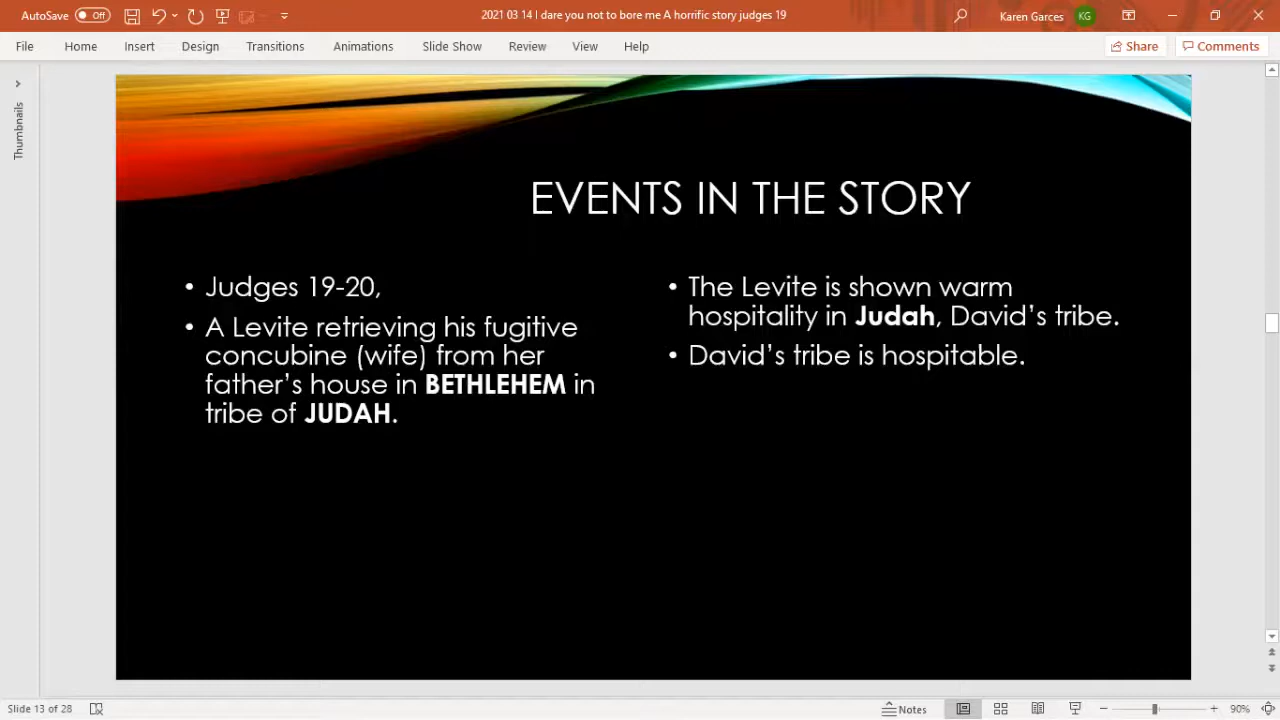 AutoSave Off 2021 03 14 I dare you not to bore me A horrific story judges 19 Karen Garces KG
File Home Insert Design Transitions Animations Slide Show Review View Help Share Comments
Thumbnails
EVENTS IN THE STORY
• Judges 19-20,
• A Levite retrieving his fugitive
concubine (wife) from her
father's house in BETHLEHEM in
tribe of JUDAH.
• The Levite is shown warm
hospitality in Judah, David's tribe.
• David's tribe is hospitable.
Slide 13 of 28 Notes 90%